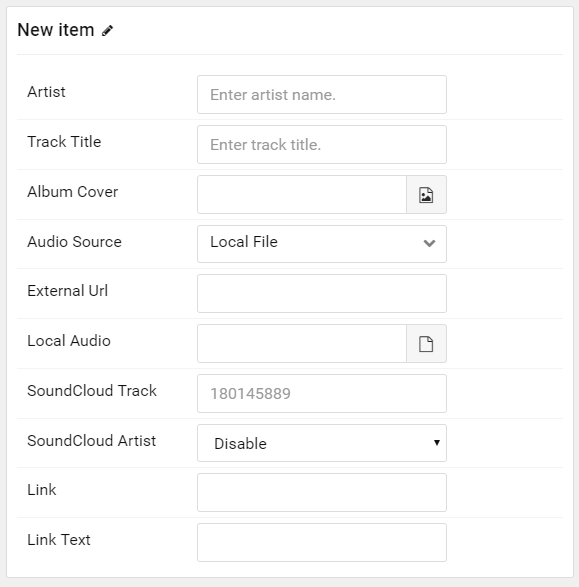 New item
Artist
Enter artist name.
Track Title
Enter track title.
Album Cover
Audio Source
Local File
External Url
Local Audio
SoundCloud Track
180145889
SoundCloud Artist
Disable
Link
Link Text